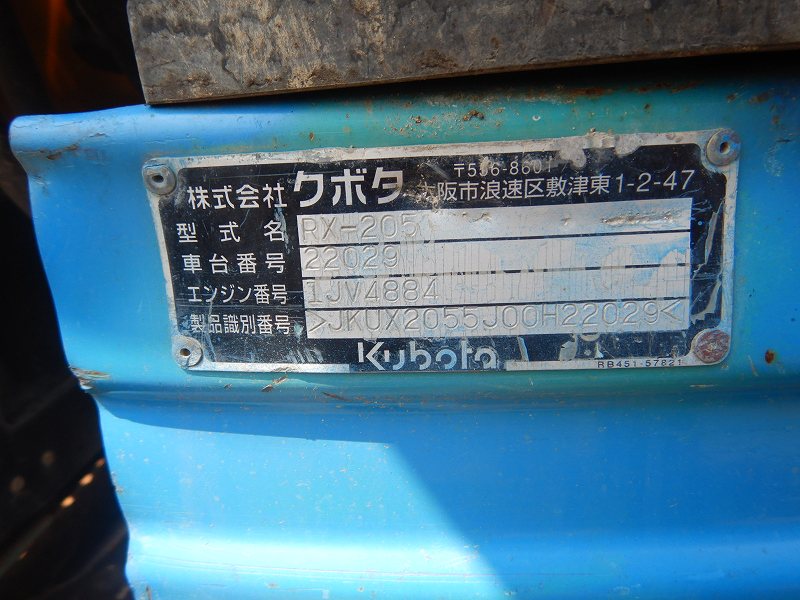 〒556-8601
株式会社 クボタ 大阪市浪速区敷津東1-2-47
型式名 RX-205
車台番号 22029
エンジン番号 1JV4884
製品識別番号 >JKUX2055J00H22029<
Kubota
RB451-57821